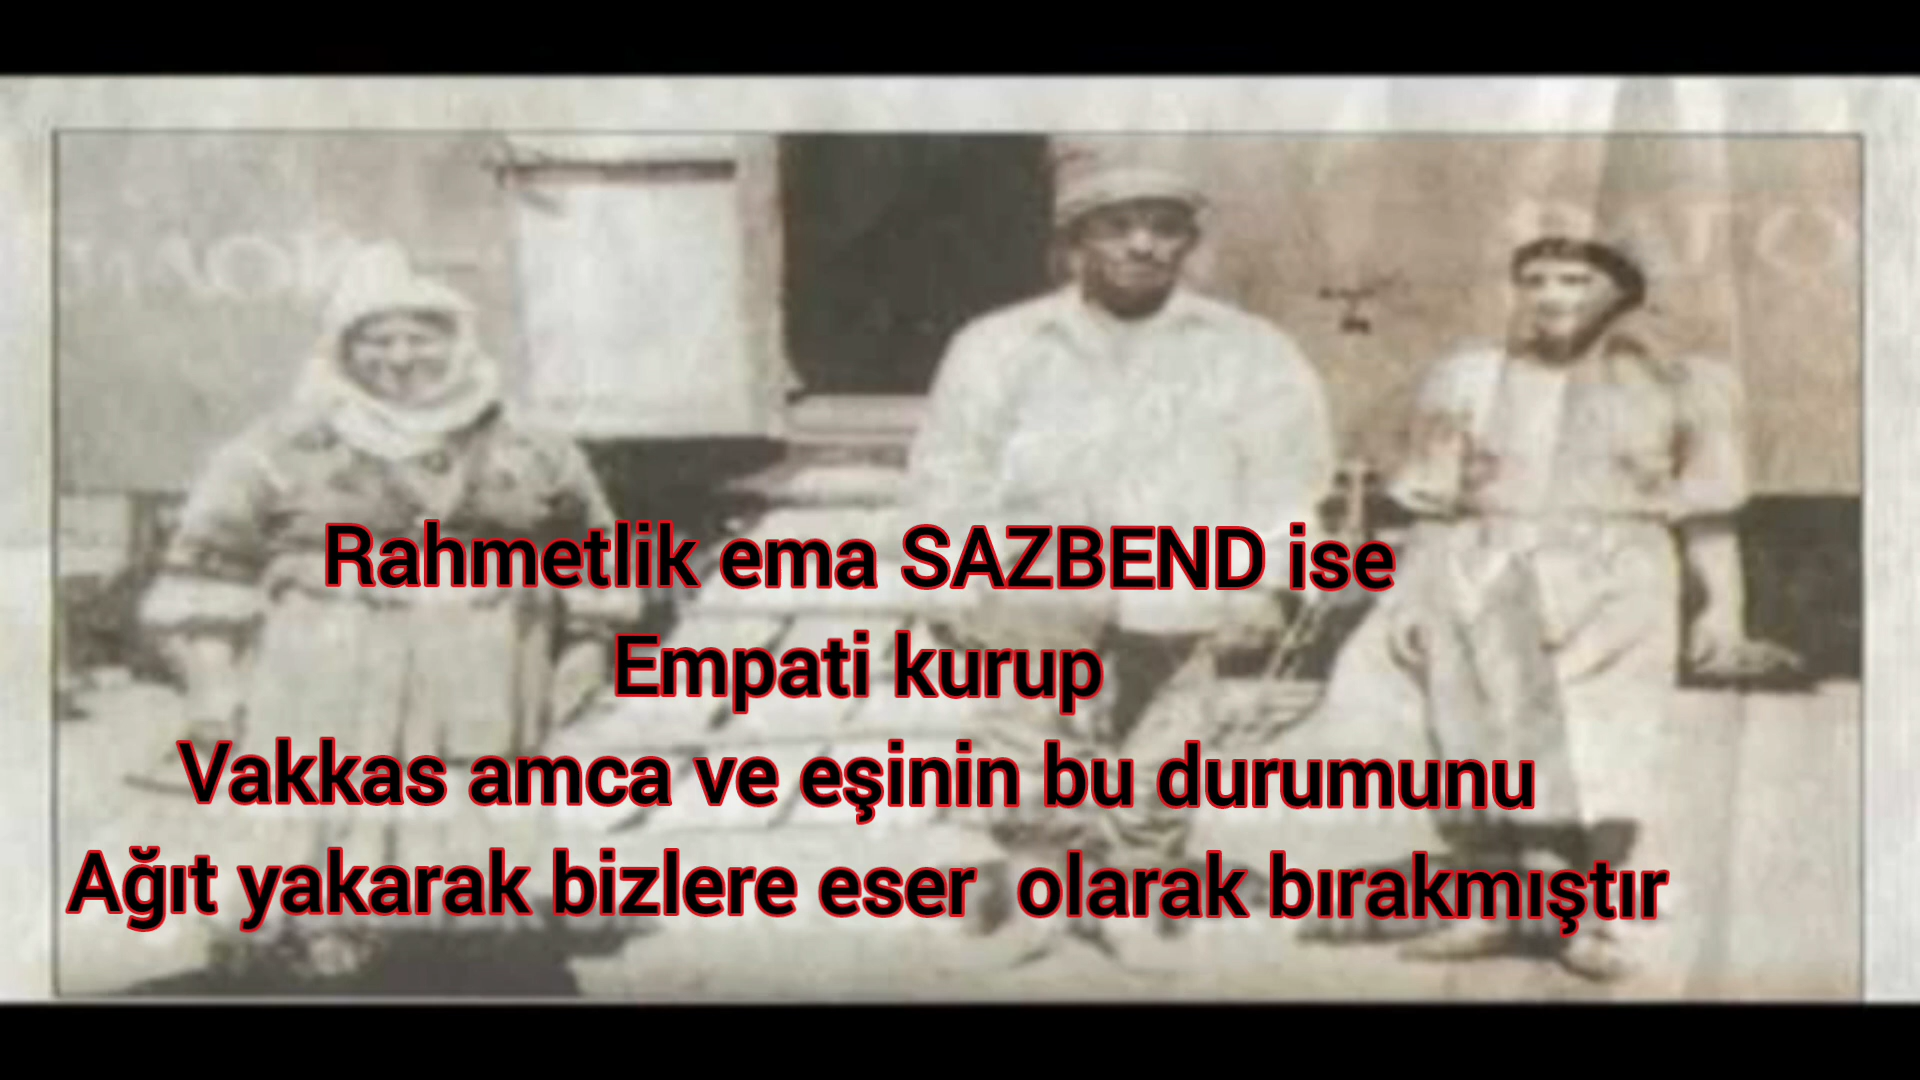 Rahmetlik ema SAZBEND ise
Empati kurup
Vakkas amca ve eşinin bu durumunu
Ağıt yakarak bizlere eser olarak bırakmıştır